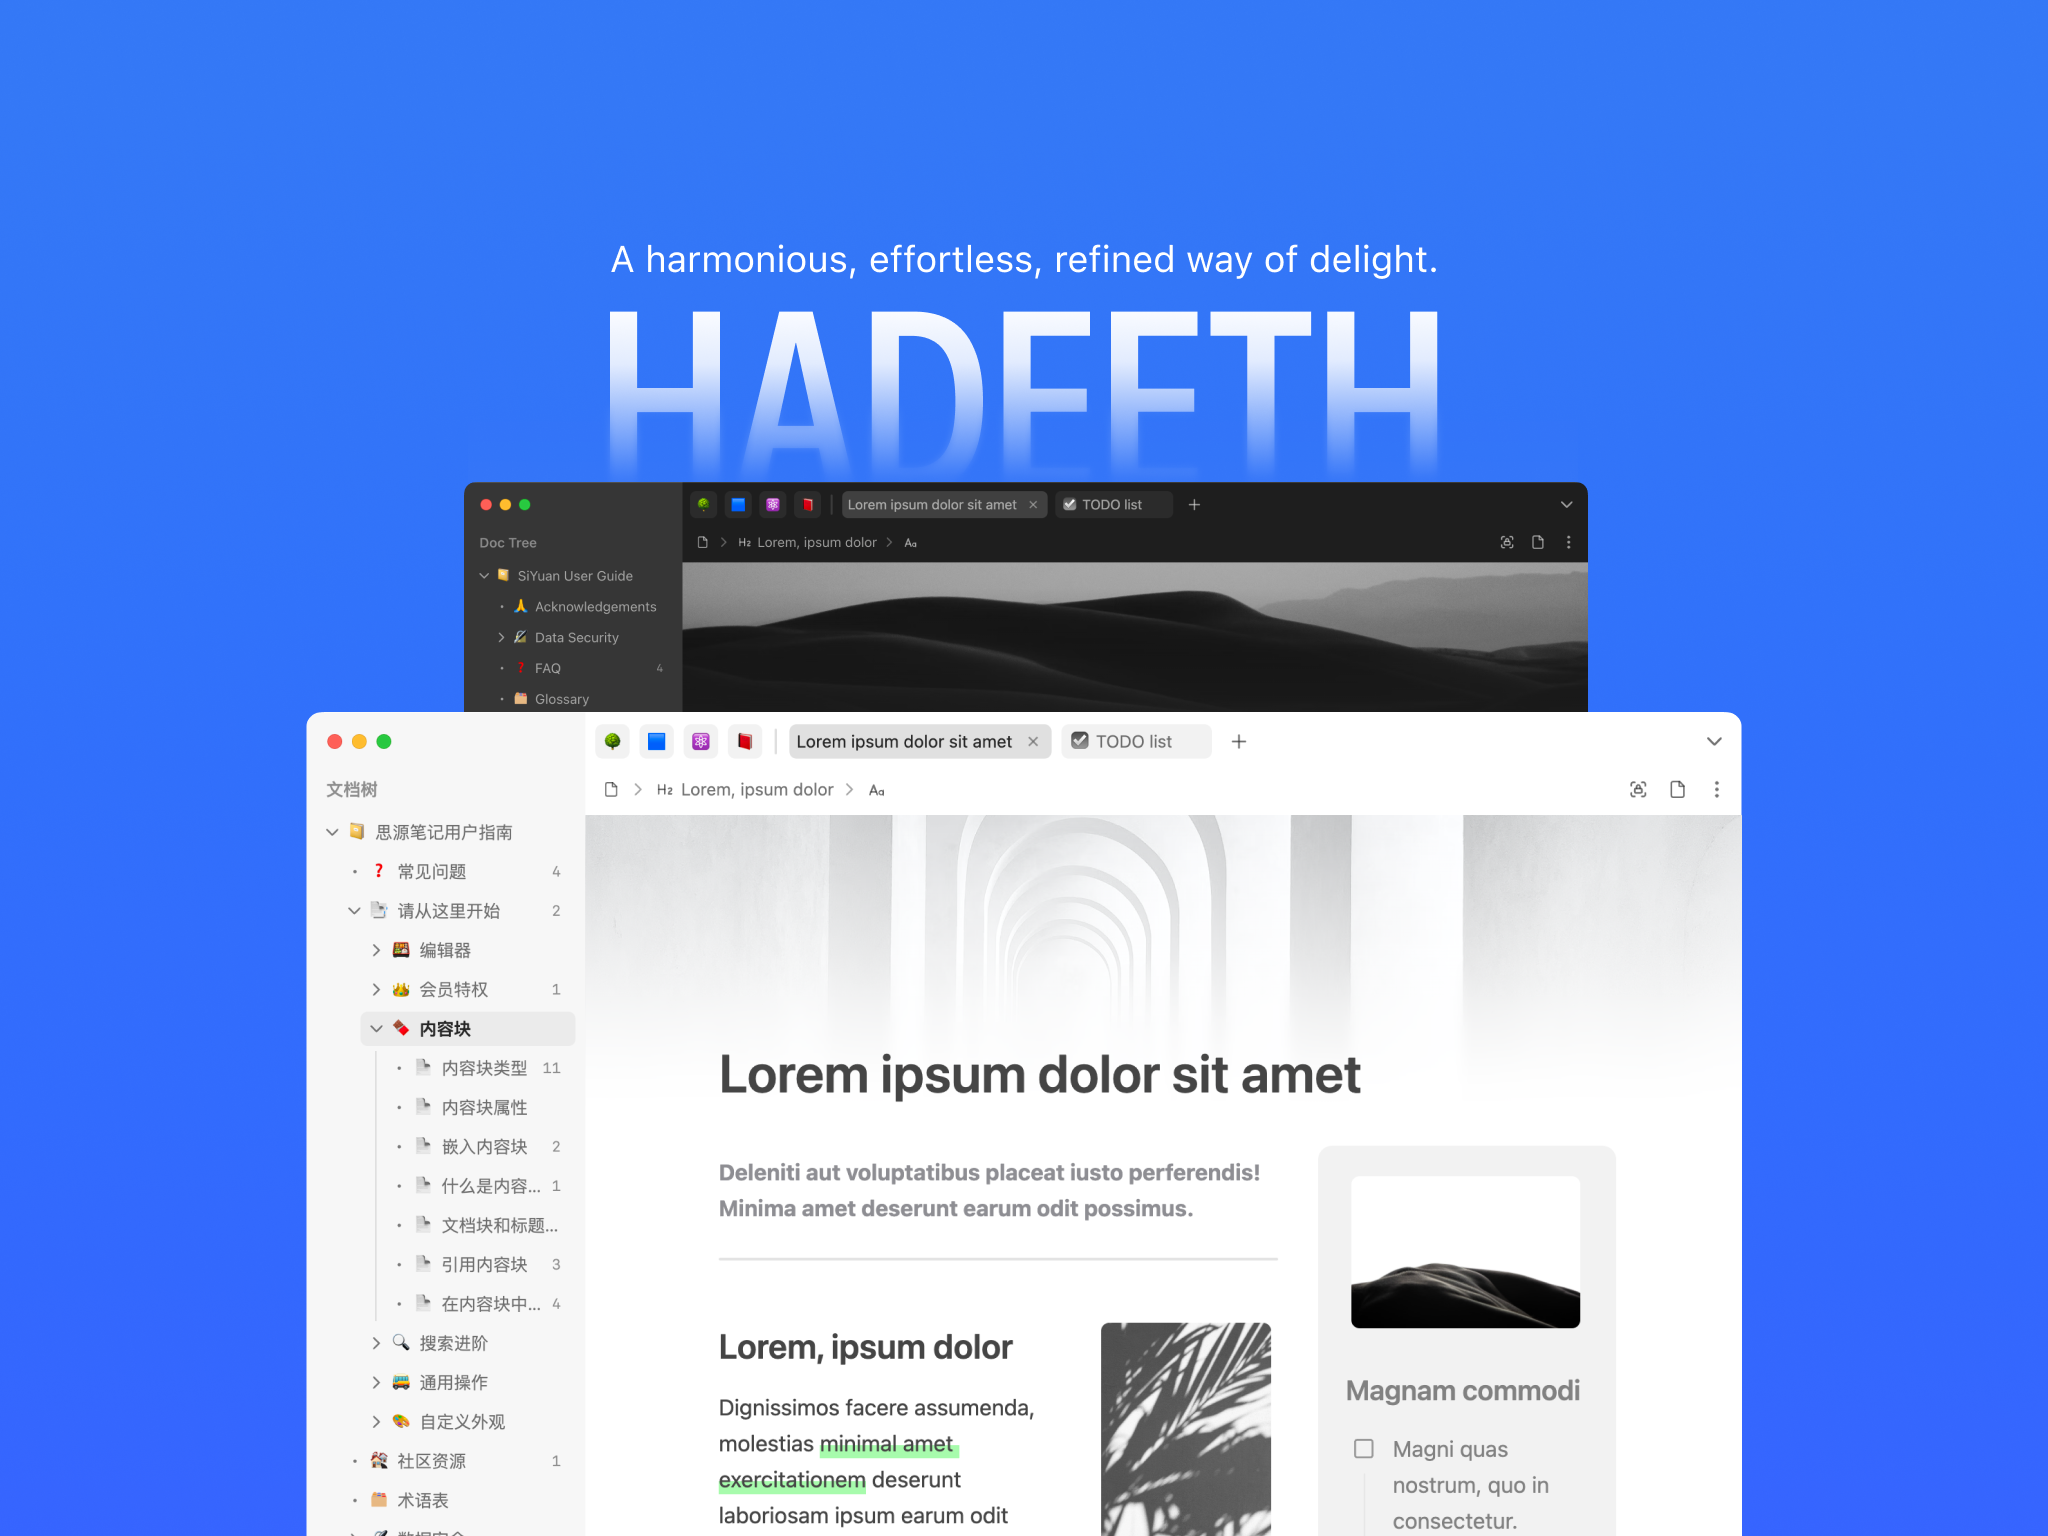 A harmonious, effortless, refined way of delight.
HADEETH
Lorem ipsum dolor sit amet
TODO list
Doc Tree
H2 Lorem, ipsum dolor
Aa
SiYuan User Guide
Acknowledgements
Data Security
FAQ 4
Glossary
Lorem ipsum dolor sit amet
TODO list
文档树
H2 Lorem, ipsum dolor
Aa
思源笔记用户指南
常见问题 4
请从这里开始 2
编辑器
会员特权 1
内容块
内容块类型 11
内容块属性
嵌入内容块 2
什么是内容... 1
文档块和标题...
引用内容块 3
在内容块中... 4
搜索进阶
通用操作
自定义外观
社区资源 1
术语表
数据安全
Lorem ipsum dolor sit amet
Deleniti aut voluptatibus placeat iusto perferendis!
Minima amet deserunt earum odit possimus.
Lorem, ipsum dolor
Dignissimos facere assumenda,
molestias minimal amet
exercitationem deserunt
laboriosam ipsum earum odit
Magnam commodi
Magni quas
nostrum, quo in
consectetur.